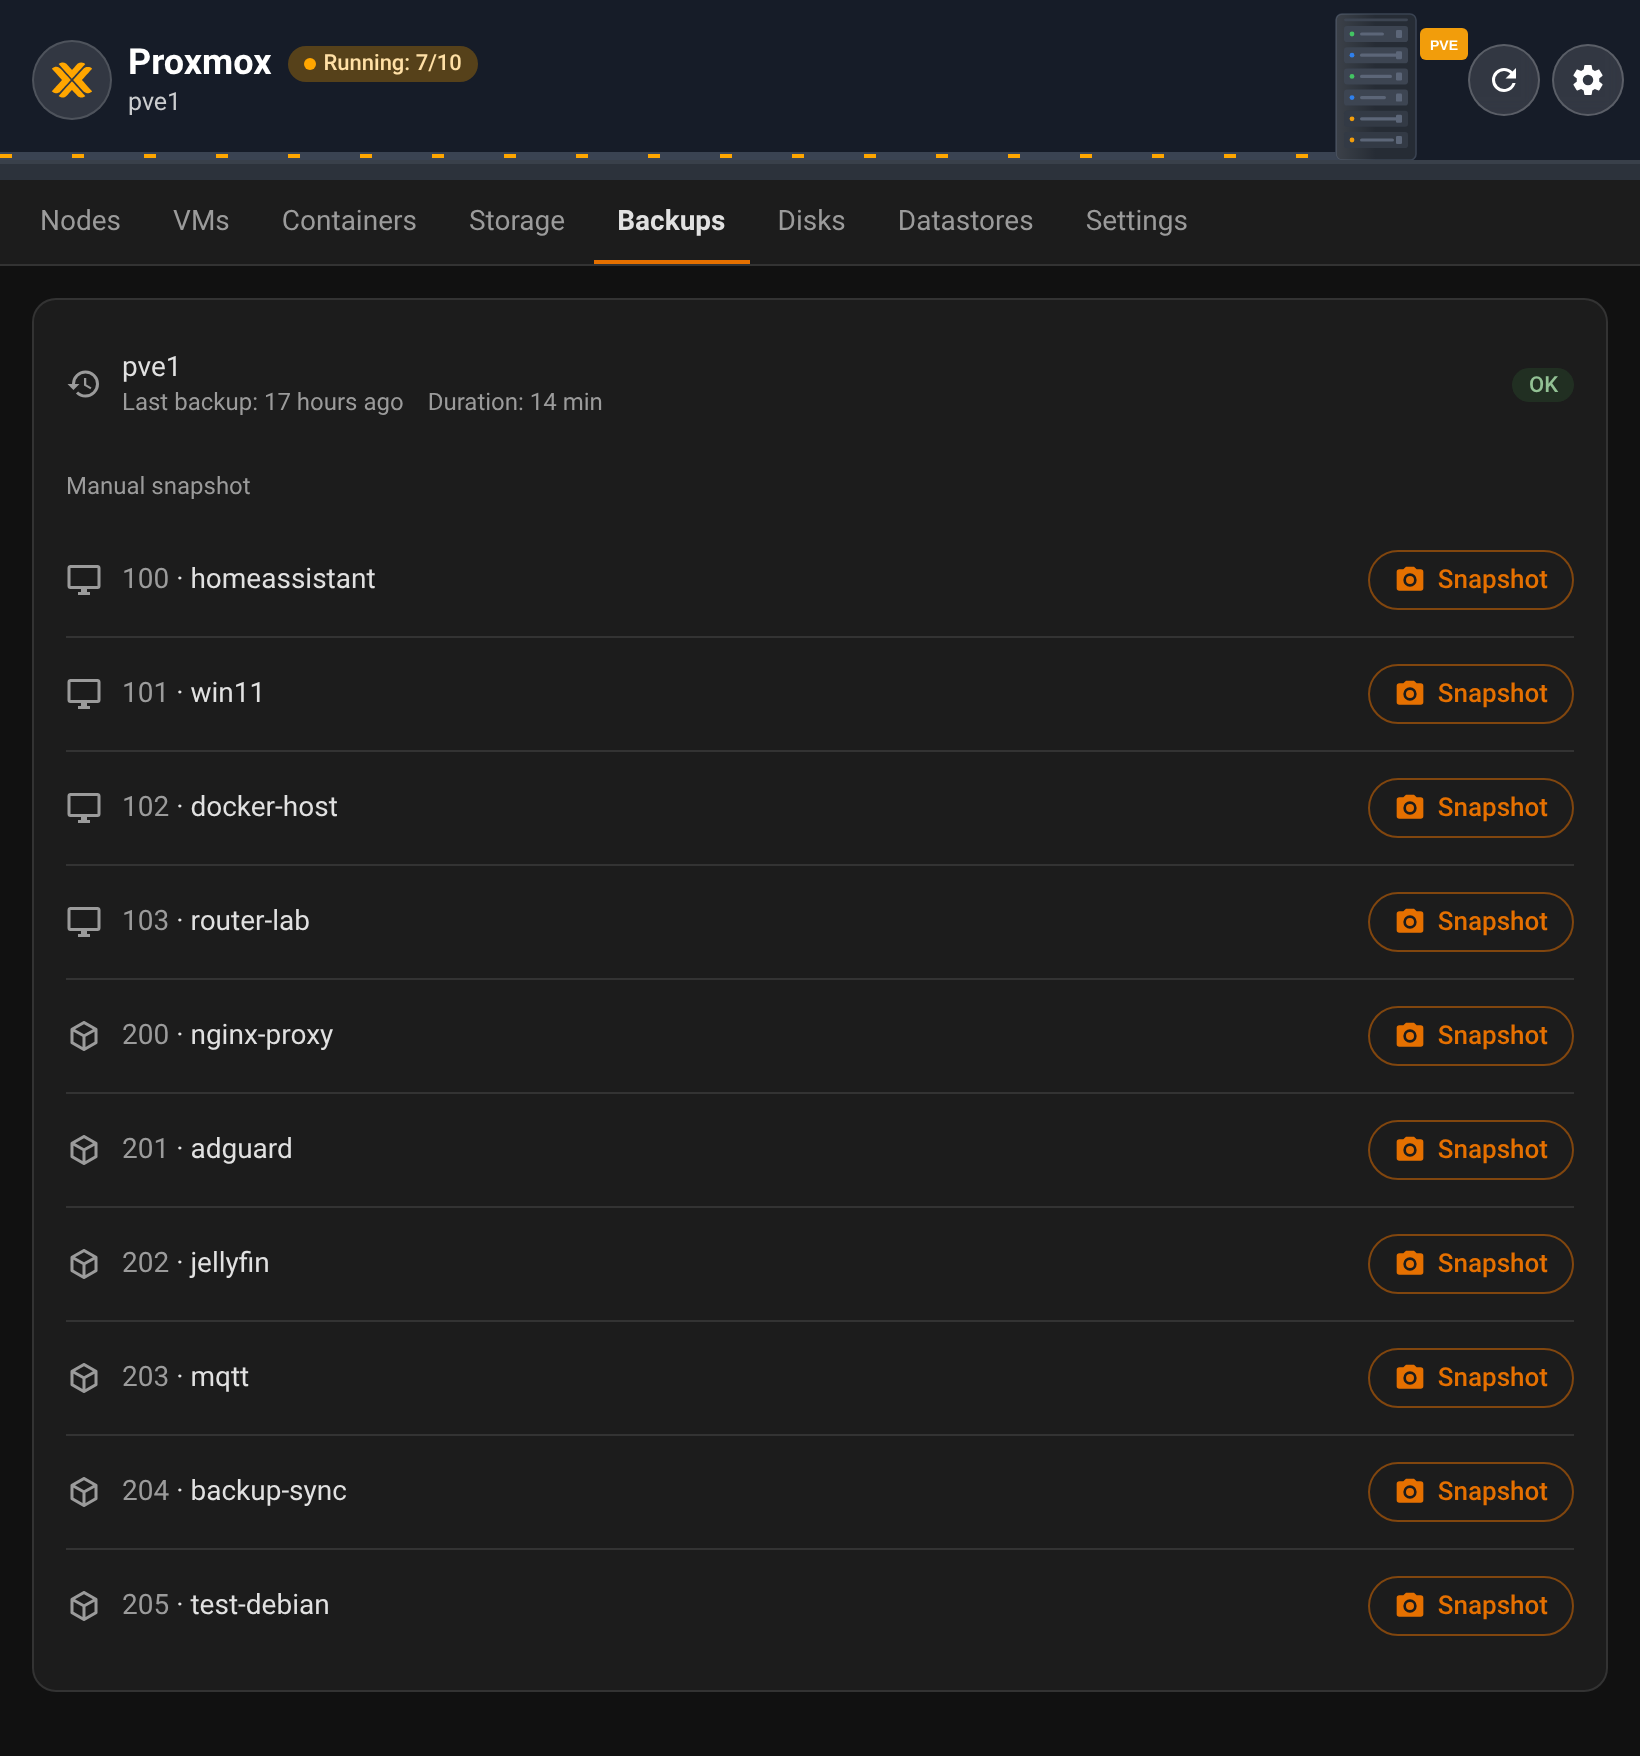 Proxmox
Running: 7/10
pve1
PVE
Nodes VMs Containers Storage Backups Disks Datastores Settings
pve1
Last backup: 17 hours ago Duration: 14 min
OK
Manual snapshot
100 · homeassistant Snapshot
101 · win11 Snapshot
102 · docker-host Snapshot
103 · router-lab Snapshot
200 · nginx-proxy Snapshot
201 · adguard Snapshot
202 · jellyfin Snapshot
203 · mqtt Snapshot
204 · backup-sync Snapshot
205 · test-debian Snapshot